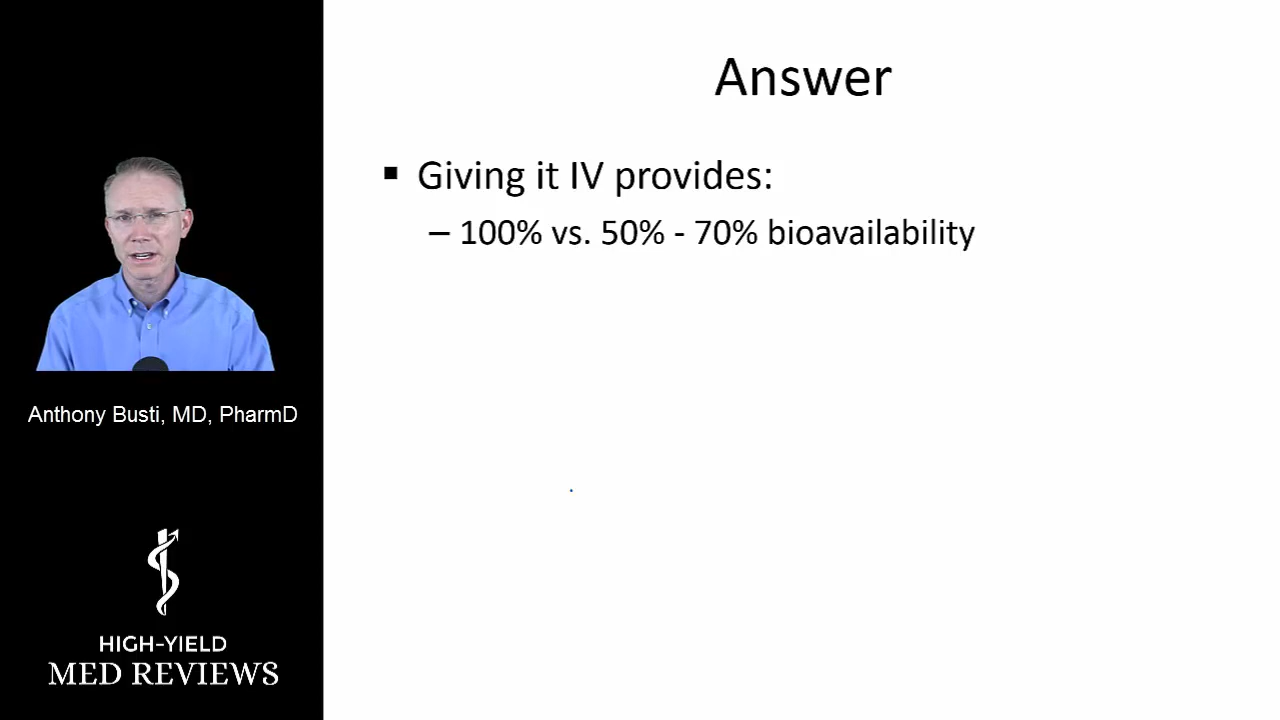 Answer
▪ Giving it IV provides:
– 100% vs. 50% - 70% bioavailability
Anthony Busti, MD, PharmD
HIGH-YIELD
MED REVIEWS